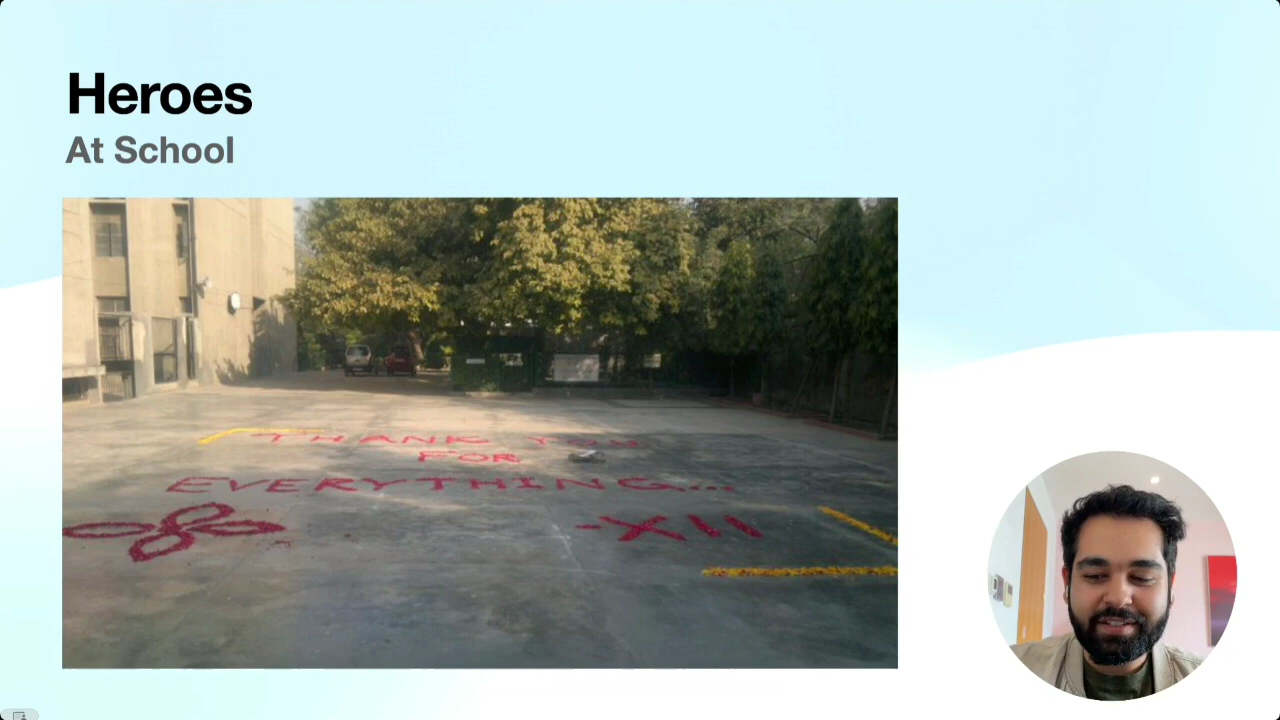 Heroes
At School
THANK YOU
FOR
EVERYTHING...
-XII